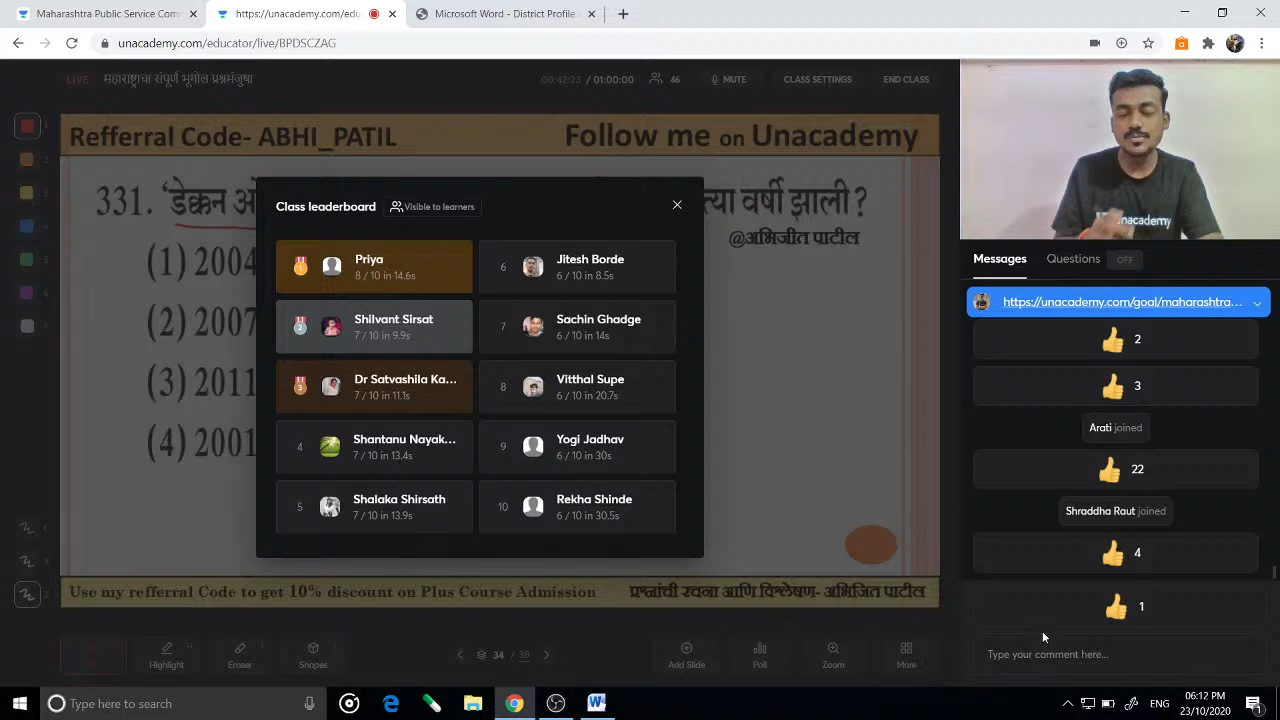 Maharashtra Public Service Com
https://unacademy.com/edu
Microsoft Word - District Profile
unacademy.com/educator/live/BPDSCZAG
LIVE महाराष्ट्राचा संपूर्ण भूगोल प्रश्नमंजुषा
00:42:23 / 01:00:00
46
MUTE
CLASS SETTINGS
END CLASS
Refferral Code- ABHI_PATIL
Follow me on Unacademy
331. 'डेक्कन
त्या वर्षी झाली?
@अभिजीत पाटील
(1) 2004
(2) 2007
(3) 2011
(4) 2001
Class leaderboard
Visible to learners
1
Priya
8 / 10 in 14.6s
2
Shilvant Sirsat
7 / 10 in 9.9s
3
Dr Satvashila Ka...
7 / 10 in 11.1s
4
Shantanu Nayak...
7 / 10 in 13.4s
5
Shalaka Shirsath
7 / 10 in 13.9s
6
Jitesh Borde
6 / 10 in 8.5s
7
Sachin Ghadge
6 / 10 in 14s
8
Vitthal Supe
6 / 10 in 20.7s
9
Yogi Jadhav
6 / 10 in 30s
10
Rekha Shinde
6 / 10 in 30.5s
Use my refferral Code to get 10% discount on Plus Course Admission
प्रश्नांची रचना आणि विश्लेषण- अभिजित पाटील
Highlight
Eraser
Shapes
34 / 38
Add Slide
Poll
Zoom
More
unacademy
Messages
Questions
OFF
https://unacademy.com/goal/maharashtra...
2
3
Arati joined
22
Shraddha Raut joined
4
1
Type your comment here...
Type here to search
ENG
06:12 PM
23/10/2020